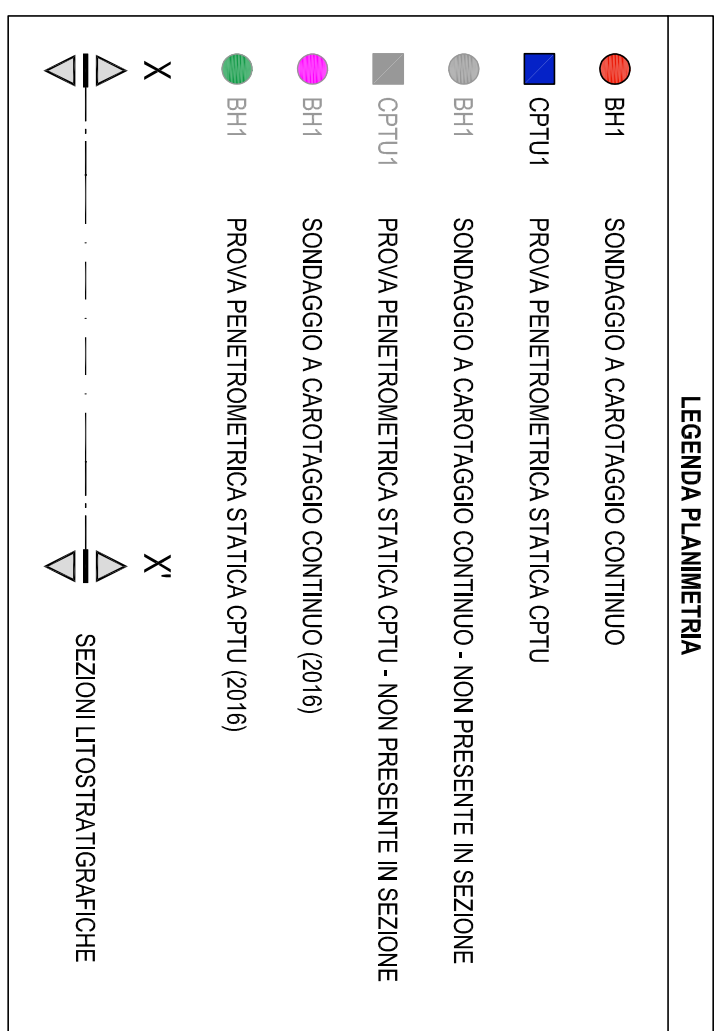 LEGENDA PLANIMETRIA
BH1 SONDAGGIO A CAROTAGGIO CONTINUO
CPTU1 PROVA PENETROMETRICA STATICA CPTU
BH1 SONDAGGIO A CAROTAGGIO CONTINUO - NON PRESENTE IN SEZIONE
CPTU1 PROVA PENETROMETRICA STATICA CPTU - NON PRESENTE IN SEZIONE
BH1 SONDAGGIO A CAROTAGGIO CONTINUO (2016)
BH1 PROVA PENETROMETRICA STATICA CPTU (2016)
X X'
SEZIONI LITOSTRATIGRAFICHE